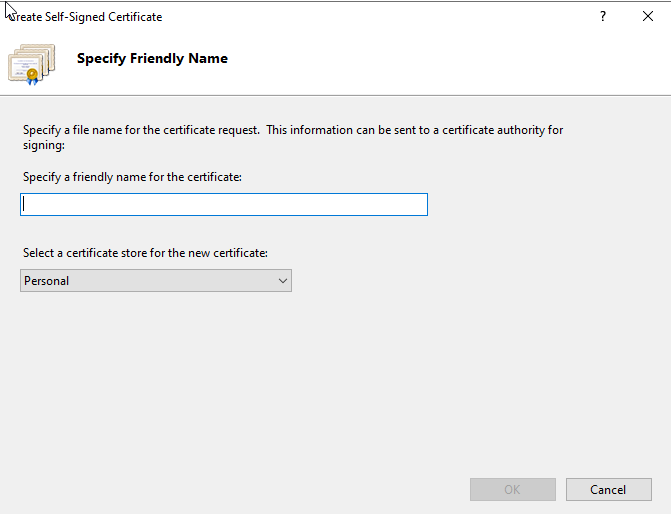 Create Self-Signed Certificate ?
Specify Friendly Name
Specify a file name for the certificate request. This information can be sent to a certificate authority for
signing:
Specify a friendly name for the certificate:
Select a certificate store for the new certificate:
Personal
OK Cancel